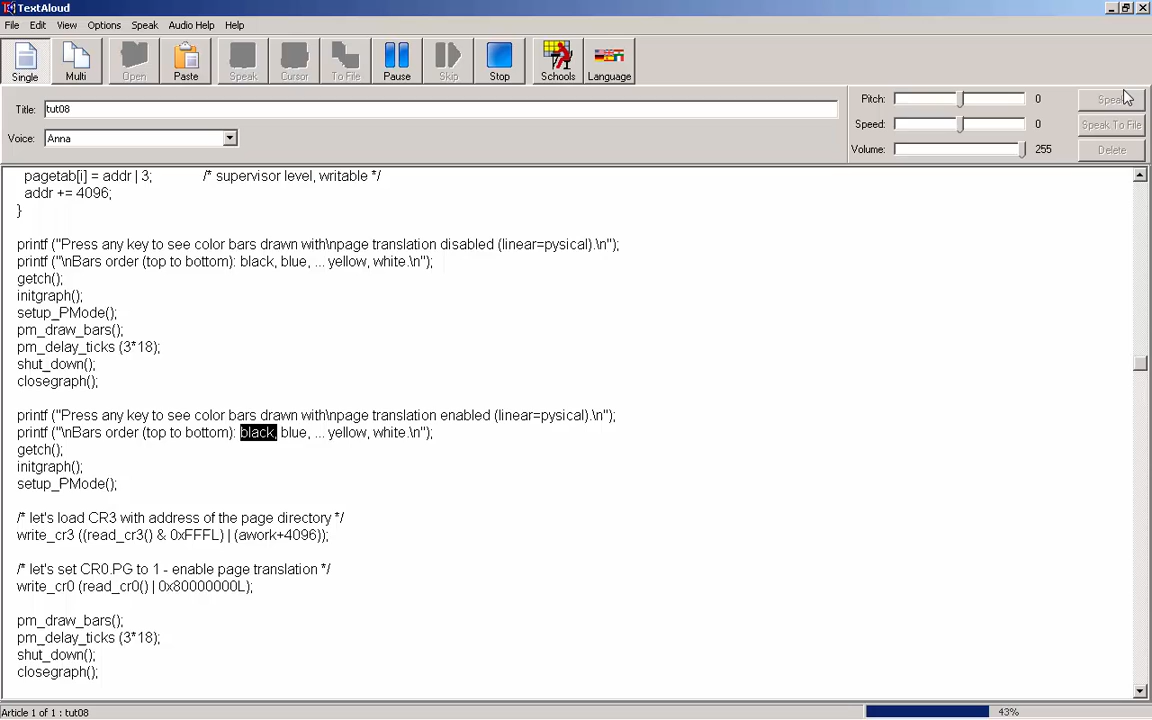 TextAloud
File Edit View Options Speak Audio Help Help
Single Multi Open Paste Speak Cursor To File Pause Skip Stop Schools Language
Title: tut08
Voice: Anna
Pitch: 0 Speak
Speed: 0 Speak To File
Volume: 255 Delete
pagetab[i] = addr | 3; /* supervisor level, writable */
addr += 4096;
}
printf ("Press any key to see color bars drawn with\npage translation disabled (linear=pysical).\n");
printf ("\nBars order (top to bottom): black, blue, ... yellow, white.\n");
getch();
initgraph();
setup_PMode();
pm_draw_bars();
pm_delay_ticks (3*18);
shut_down();
closegraph();
printf ("Press any key to see color bars drawn with\npage translation enabled (linear=pysical).\n");
printf ("\nBars order (top to bottom): black, blue, ... yellow, white.\n");
getch();
initgraph();
setup_PMode();
/* let's load CR3 with address of the page directory */
write_cr3 ((read_cr3() & 0xFFFL) | (awork+4096));
/* let's set CR0.PG to 1 - enable page translation */
write_cr0 (read_cr0() | 0x80000000L);
pm_draw_bars();
pm_delay_ticks (3*18);
shut_down();
closegraph();
Article 1 of 1 : tut08 43%